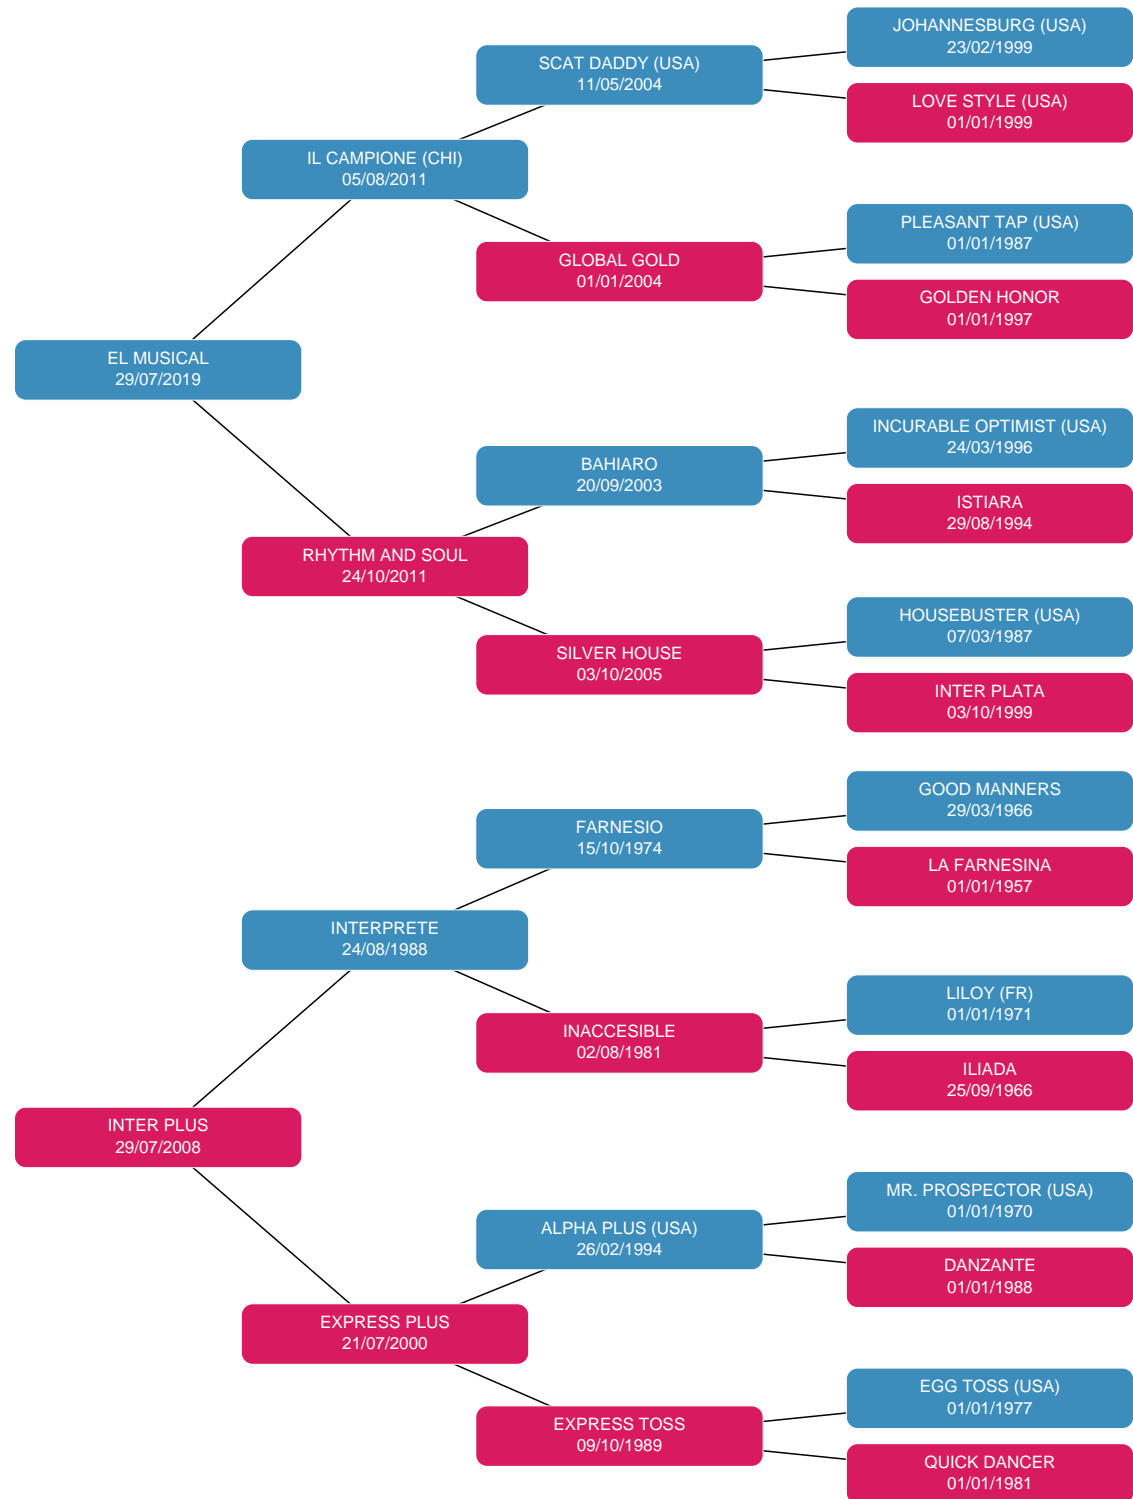 JOHANNESBURG (USA)
23/02/1999
SCAT DADDY (USA)
11/05/2004
LOVE STYLE (USA)
01/01/1999
IL CAMPIONE (CHI)
05/08/2011
PLEASANT TAP (USA)
01/01/1987
GLOBAL GOLD
01/01/2004
GOLDEN HONOR
01/01/1997
EL MUSICAL
29/07/2019
INCURABLE OPTIMIST (USA)
24/03/1996
BAHIARO
20/09/2003
ISTIARA
29/08/1994
RHYTHM AND SOUL
24/10/2011
HOUSEBUSTER (USA)
07/03/1987
SILVER HOUSE
03/10/2005
INTER PLATA
03/10/1999
GOOD MANNERS
29/03/1966
FARNESIO
15/10/1974
LA FARNESINA
01/01/1957
INTERPRETE
24/08/1988
LILOY (FR)
01/01/1971
INACCESIBLE
02/08/1981
ILIADA
25/09/1966
INTER PLUS
29/07/2008
MR. PROSPECTOR (USA)
01/01/1970
ALPHA PLUS (USA)
26/02/1994
DANZANTE
01/01/1988
EXPRESS PLUS
21/07/2000
EGG TOSS (USA)
01/01/1977
EXPRESS TOSS
09/10/1989
QUICK DANCER
01/01/1981